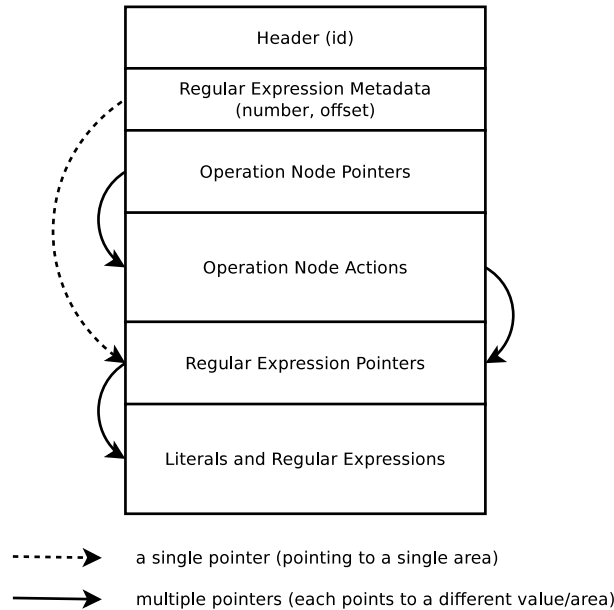 Header (id)
Regular Expression Metadata
(number, offset)
Operation Node Pointers
Operation Node Actions
Regular Expression Pointers
Literals and Regular Expressions
a single pointer (pointing to a single area)
multiple pointers (each points to a different value/area)